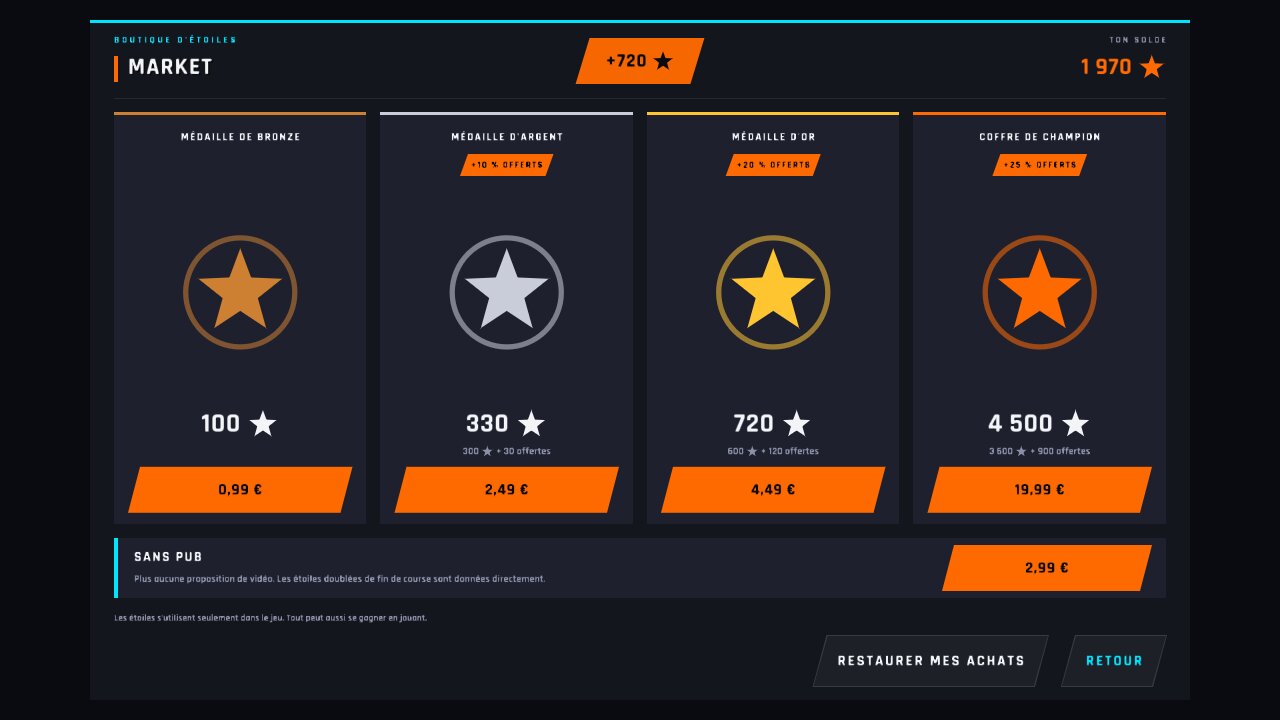 BOUTIQUE D'ÉTOILES
MARKET
+720 ★
TON SOLDE
1 970 ★
MÉDAILLE DE BRONZE
100 ★
0,99 €
MÉDAILLE D'ARGENT
+10 % OFFERTS
330 ★
300 ★ + 30 offertes
2,49 €
MÉDAILLE D'OR
+20 % OFFERTS
720 ★
600 ★ + 120 offertes
4,49 €
COFFRE DE CHAMPION
+25 % OFFERTS
4 500 ★
3 600 ★ + 900 offertes
19,99 €
SANS PUB
Plus aucune proposition de vidéo. Les étoiles doublées de fin de course sont données directement.
2,99 €
Les étoiles s'utilisent seulement dans le jeu. Tout peut aussi se gagner en jouant.
RESTAURER MES ACHATS
RETOUR